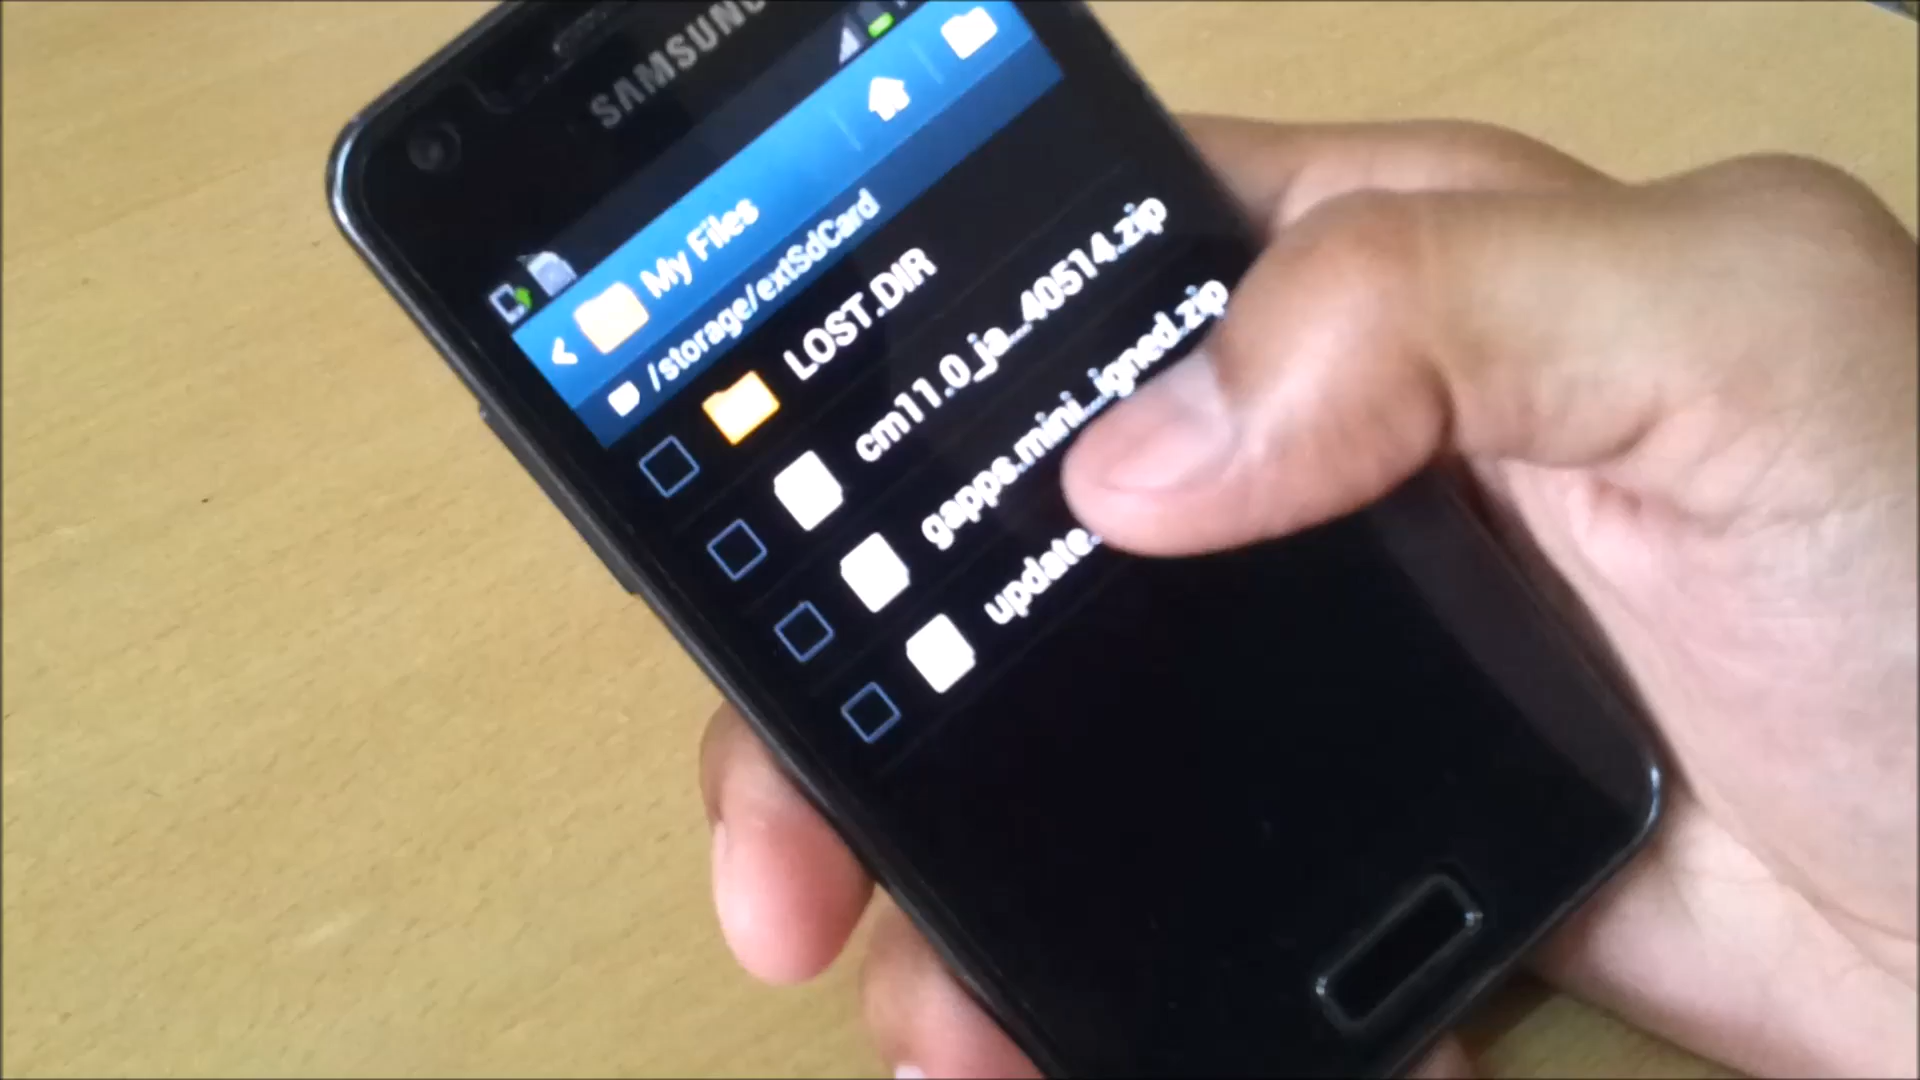 SAMSUNG
My Files
/storage/extSdCard
LOST.DIR
cm11.0_ja...40514.zip
gapps.mini...igned.zip
update.